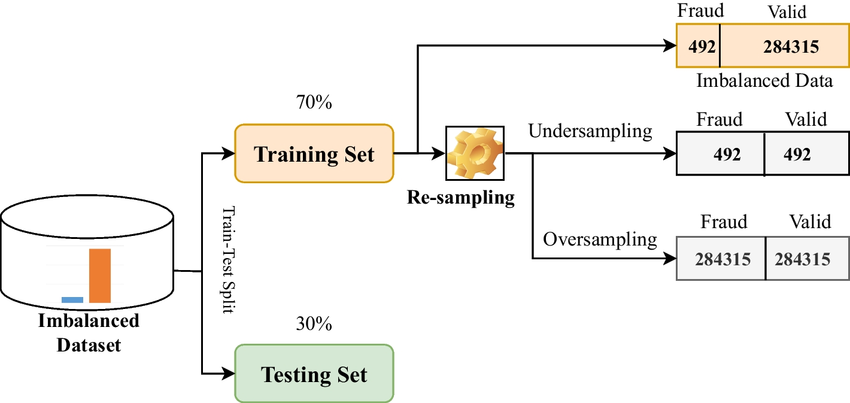 Fraud Valid
492 284315
Imbalanced Data
70%
Training Set
Re-sampling
Undersampling
Fraud Valid
492 492
Oversampling
Fraud Valid
284315 284315
Train-Test Split
Imbalanced
Dataset
30%
Testing Set